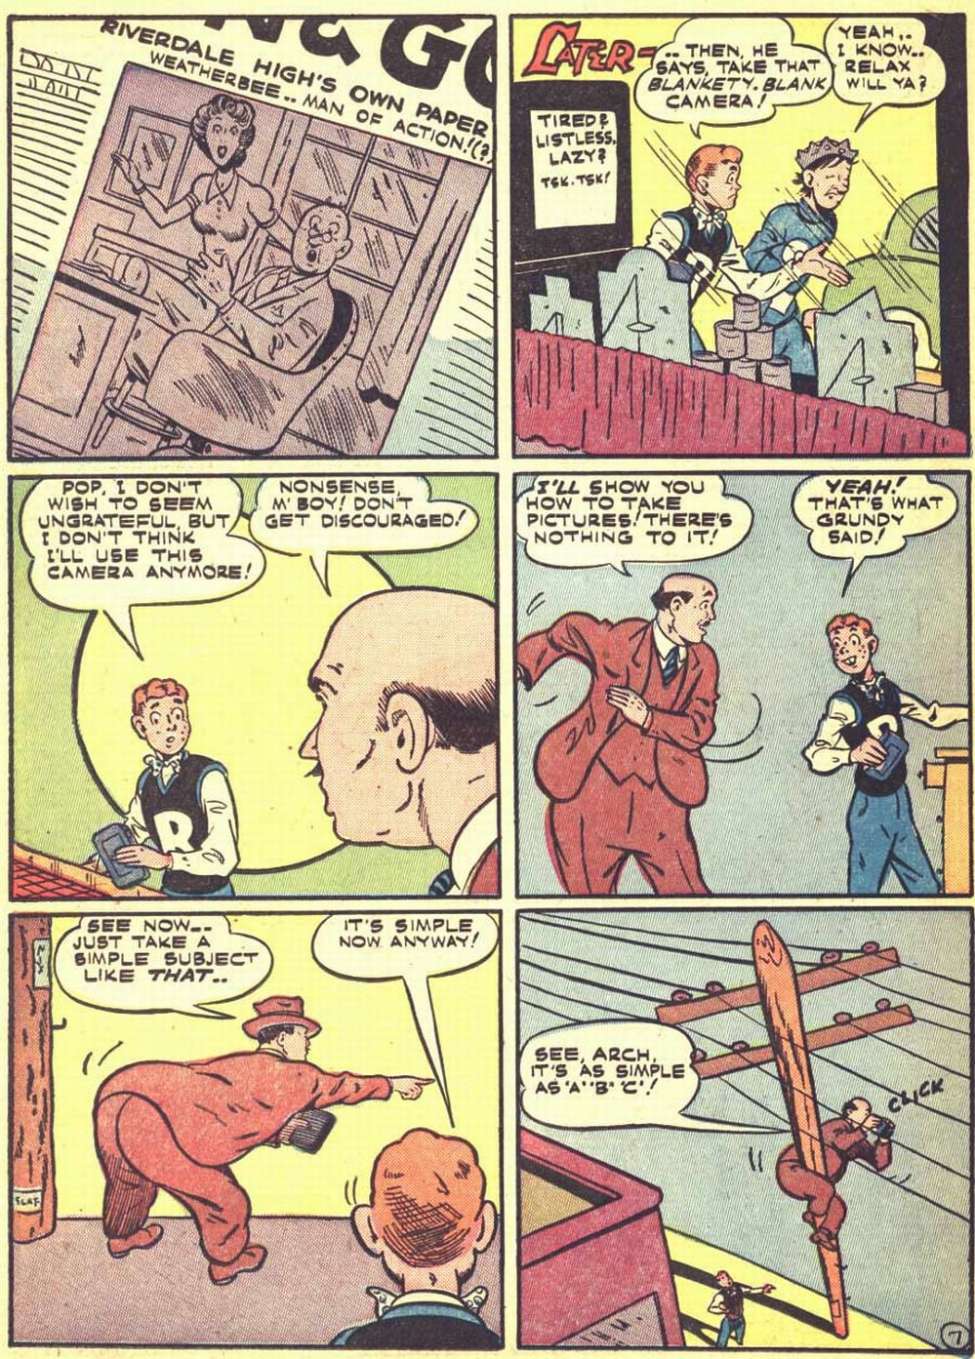 N & GO
RIVERDALE HIGH'S OWN PAPER
WEATHERBEE.. MAN OF ACTION!(?)
LATER-
.. THEN, HE
SAYS, TAKE THAT
BLANKETY-BLANK
CAMERA!
YEAH,.
I KNOW..
RELAX
WILL YA?
TIRED &
LISTLESS,
LAZY?
TSK-TSK!
POP, I DON'T
WISH TO SEEM
UNGRATEFUL, BUT
I DON'T THINK
I'LL USE THIS
CAMERA ANYMORE!
NONSENSE,
M' BOY! DON'T
GET DISCOURAGED!
R
I'LL SHOW YOU
HOW TO TAKE
PICTURES! THERE'S
NOTHING TO IT!
YEAH!
THAT'S WHAT
GRUNDY
SAID!
SEE NOW--
JUST TAKE A
SIMPLE SUBJECT
LIKE THAT..
IT'S SIMPLE
NOW, ANYWAY!
SEE, ARCH,
IT'S AS SIMPLE
AS 'A' 'B' 'C'!
CLICK
7